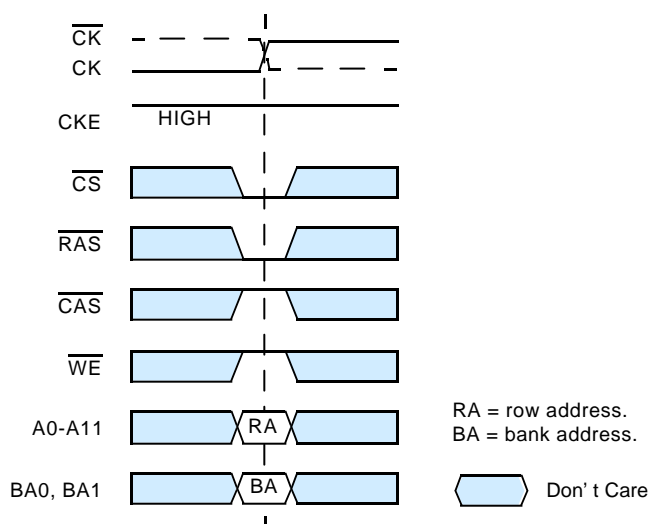 CK
CK
CKE HIGH
CS
RAS
CAS
WE
A0-A11 RA
BA0, BA1 BA
RA = row address.
BA = bank address.
Don' t Care